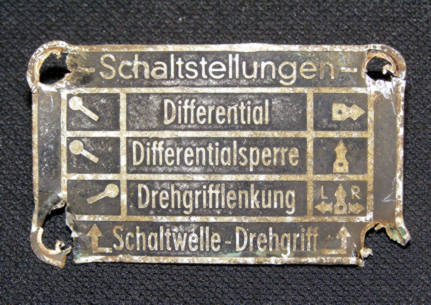 - Schaltstellungen -
Differential
Differentialsperre
Drehgrifflenkung L R
Schaltwelle - Drehgriff